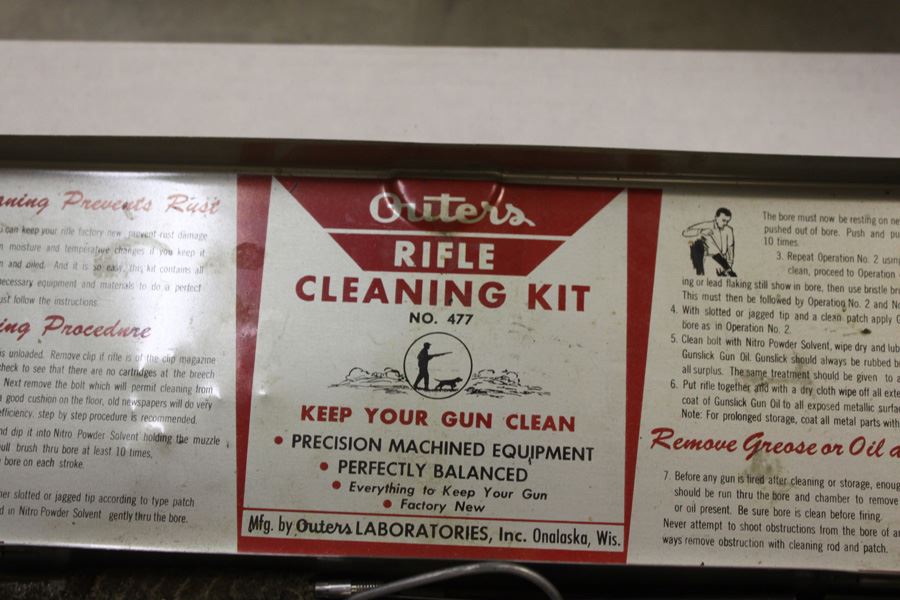 ning Prevents Rust
can keep your rifle factory new, prevent rust damage
moisture and temperature changes if you keep it
and oiled. And it is so easy, this kit contains all
necessary equipment and materials to do a perfect
just follow the instructions.
ing Procedure
is unloaded. Remove clip if rifle is of the clip magazine
check to see that there are no cartridges at the breech
Next remove the bolt which will permit cleaning from
good cushion on the floor, old newspapers will do very
efficiency, step by step procedure is recommended.
nd dip it into Nitro Powder Solvent holding the muzzle
pull brush thru bore at least 10 times,
bore on each stroke.
her slotted or jagged tip according to type patch
d in Nitro Powder Solvent gently thru the bore.
Outers
RIFLE
CLEANING KIT
NO. 477
KEEP YOUR GUN CLEAN
• PRECISION MACHINED EQUIPMENT
• PERFECTLY BALANCED
• Everything to Keep Your Gun
• Factory New
Mfg. by Outers LABORATORIES, Inc. Onalaska, Wis.
The bore must now be resting on ne
pushed out of bore. Push and pu
10 times.
3. Repeat Operation No. 2 usin
clean, proceed to Operation
ing or lead flaking still show in bore, then use bristle br
This must then be followed by Operation No. 2 and N
4. With slotted or jagged tip and a clean patch apply G
bore as in Operation No. 2.
5. Clean bolt with Nitro Powder Solvent, wipe dry and lub
Gunslick Gun Oil. Gunslick should always be rubbed
all surplus. The same treatment should be given to a
6. Put rifle together and with a dry cloth wipe off all exte
coat of Gunslick Gun Oil to all exposed metallic surfa
Note: For prolonged storage, coat all metal parts with
Remove Grease or Oil
7. Before any gun is fired after cleaning or storage, enoug
should be run thru the bore and chamber to remove
or oil present. Be sure bore is clean before firing.
Never attempt to shoot obstructions from the bore of a
ways remove obstruction with cleaning rod and patch.